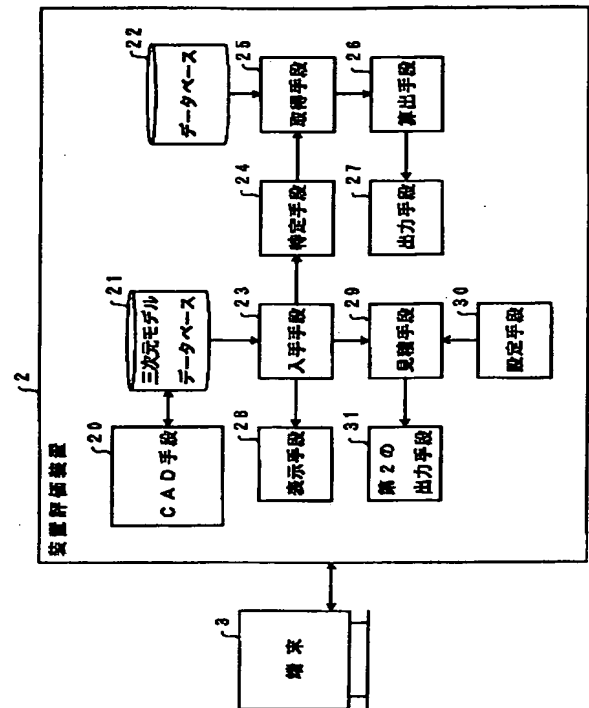 2
装置評価装置
20
CAD手段
21
三次元モデル
データベース
22
データベース
28
表示手段
23
入手手段
24
特定手段
25
取得手段
31
第2の
出力手段
29
見積手段
27
出力手段
26
算出手段
30
設定手段
3
端末